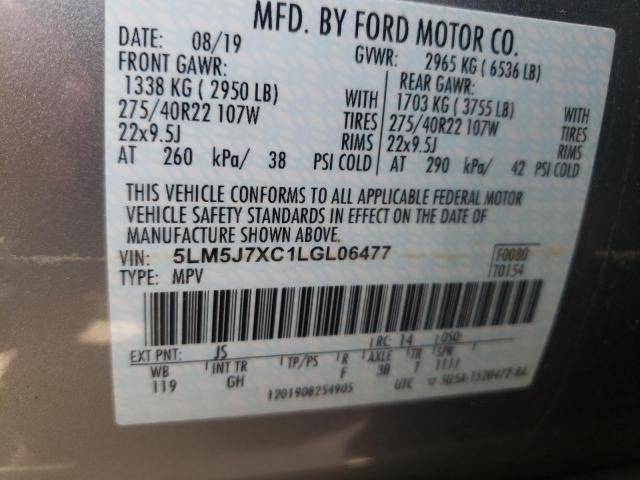 MFD. BY FORD MOTOR CO.
DATE: 08/19 GVWR: 2965 KG ( 6536 LB)
FRONT GAWR: REAR GAWR:
1338 KG ( 2950 LB) WITH 1703 KG ( 3755 LB) WITH
275/40R22 107W TIRES 275/40R22 107W TIRES
22x9.5J RIMS 22x9.5J RIMS
AT 260 kPa/ 38 PSI COLD AT 290 kPa/ 42 PSI COLD
THIS VEHICLE CONFORMS TO ALL APPLICABLE FEDERAL MOTOR
VEHICLE SAFETY STANDARDS IN EFFECT ON THE DATE OF
MANUFACTURE SHOWN ABOVE.
VIN: 5LM5J7XC1LGL06477 F0080
TYPE: MPV T0154
EXT PNT: JS RC: 14 DSO:
WB INT TR TP/PS R AXLE TR SPR
119 GH F 3B T 1111
1201908254905 UTC